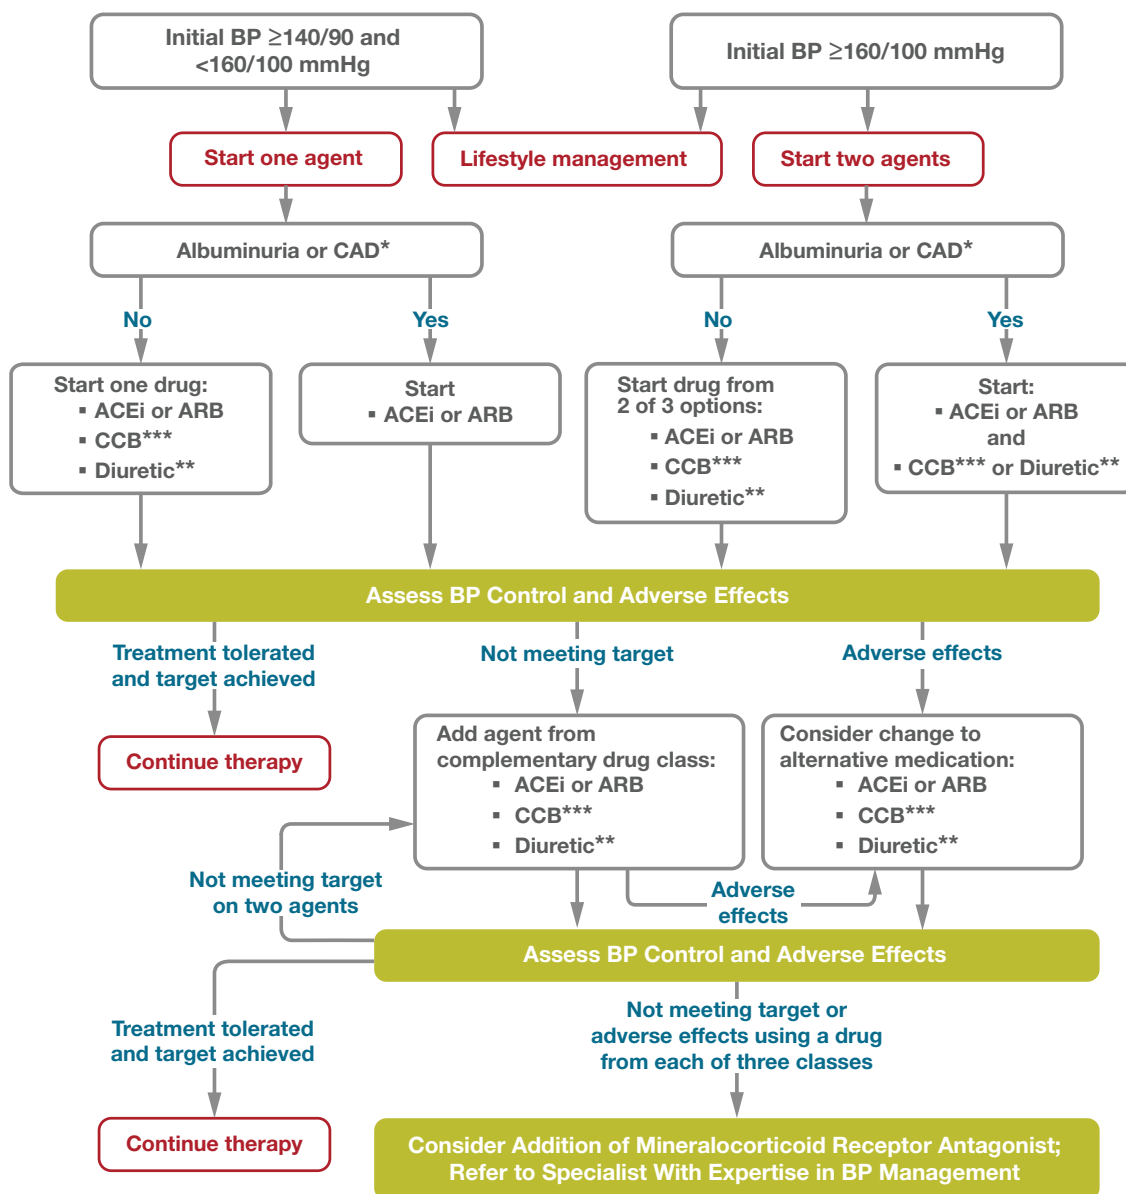 Initial BP ≥140/90 and
<160/100 mmHg
Initial BP ≥160/100 mmHg
Start one agent
Lifestyle management
Start two agents
Albuminuria or CAD*
Albuminuria or CAD*
No
Yes
No
Yes
Start one drug:
▪ ACEi or ARB
▪ CCB***
▪ Diuretic**
Start
▪ ACEi or ARB
Start drug from
2 of 3 options:
▪ ACEi or ARB
▪ CCB***
▪ Diuretic**
Start:
▪ ACEi or ARB
and
▪ CCB*** or Diuretic**
Assess BP Control and Adverse Effects
Treatment tolerated
and target achieved
Not meeting target
Adverse effects
Continue therapy
Add agent from
complementary drug class:
▪ ACEi or ARB
▪ CCB***
▪ Diuretic**
Consider change to
alternative medication:
▪ ACEi or ARB
▪ CCB***
▪ Diuretic**
Not meeting target
on two agents
Adverse
effects
Assess BP Control and Adverse Effects
Treatment tolerated
and target achieved
Not meeting target or
adverse effects using a drug
from each of three classes
Continue therapy
Consider Addition of Mineralocorticoid Receptor Antagonist;
Refer to Specialist With Expertise in BP Management